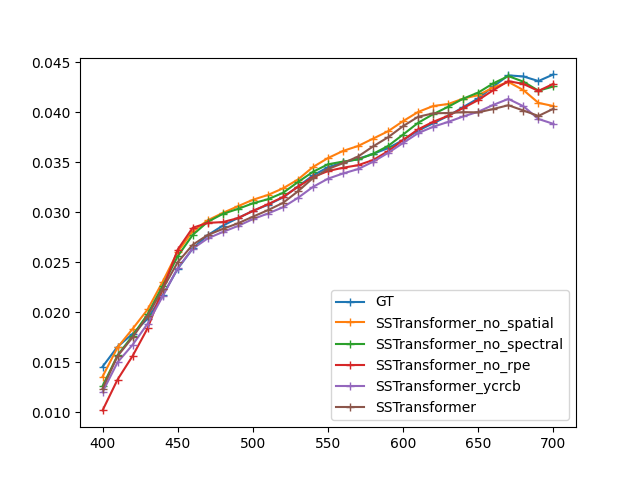 0.045
0.040
0.035
0.030
0.025
0.020
0.015
0.010
400 450 500 550 600 650 700
GT
SSTransformer_no_spatial
SSTransformer_no_spectral
SSTransformer_no_rpe
SSTransformer_ycrcb
SSTransformer